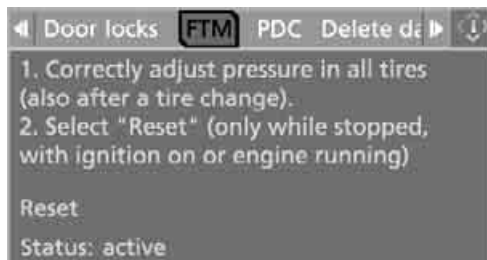 Door locks FTM PDC Delete da
1. Correctly adjust pressure in all tires
(also after a tire change).
2. Select "Reset" (only while stopped,
with ignition on or engine running)
Reset
Status: active